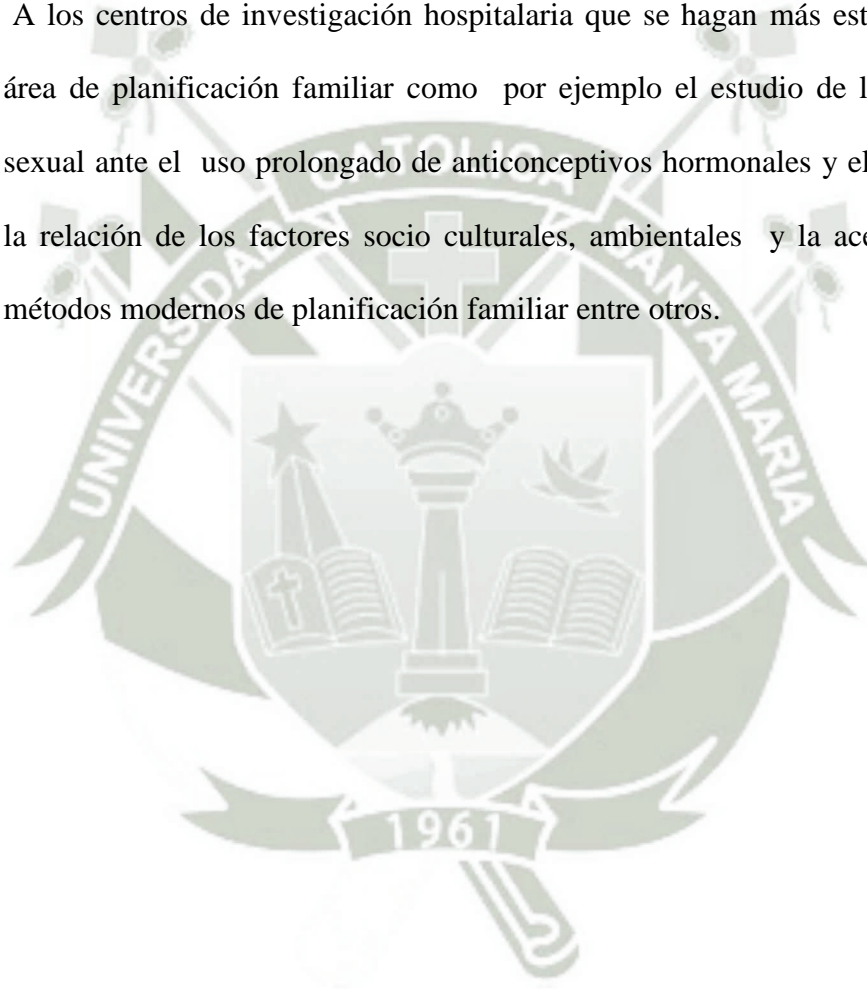 A los centros de investigación hospitalaria que se hagan más est
área de planificación familiar como por ejemplo el estudio de l
sexual ante el uso prolongado de anticonceptivos hormonales y el
la relación de los factores socio culturales, ambientales y la ace
métodos modernos de planificación familiar entre otros.
UNIVERSIDAD CATOLICA SANTA MARIA
1961